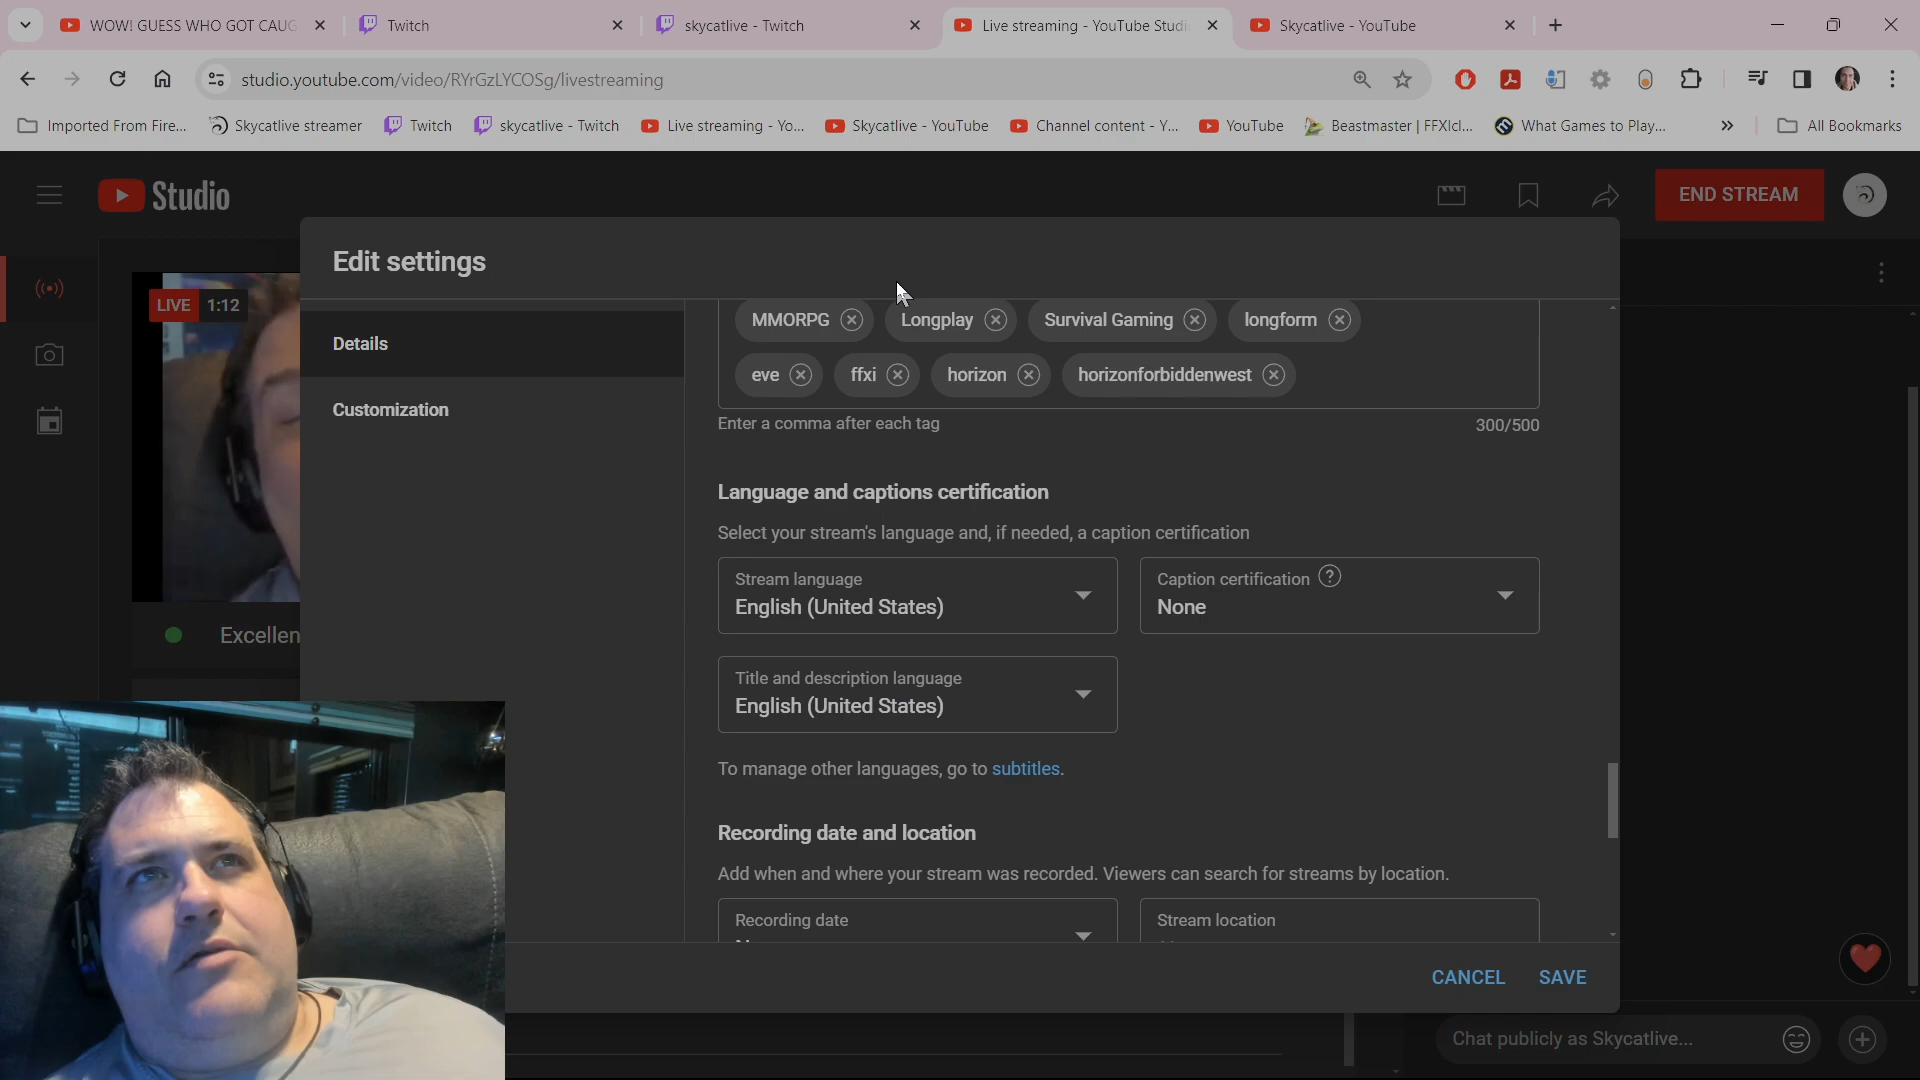 WOW! GUESS WHO GOT CAUG
Twitch
skycatlive - Twitch
Live streaming - YouTube Studi
Skycatlive - YouTube
studio.youtube.com/video/RYrGzLYCOSg/livestreaming
Imported From Fire...
Skycatlive streamer
Twitch
skycatlive - Twitch
Live streaming - Yo...
Skycatlive - YouTube
Channel content - Y...
YouTube
Beastmaster | FFXIcl...
What Games to Play...
All Bookmarks
Studio
END STREAM
Edit settings
LIVE 1:12
Details
Customization
MMORPG
Longplay
Survival Gaming
longform
eve
ffxi
horizon
horizonforbiddenwest
Enter a comma after each tag
300/500
Language and captions certification
Select your stream's language and, if needed, a caption certification
Stream language
English (United States)
Caption certification
None
Excellen
Title and description language
English (United States)
To manage other languages, go to subtitles.
Recording date and location
Add when and where your stream was recorded. Viewers can search for streams by location.
Recording date
Stream location
CANCEL
SAVE
Chat publicly as Skycatlive...